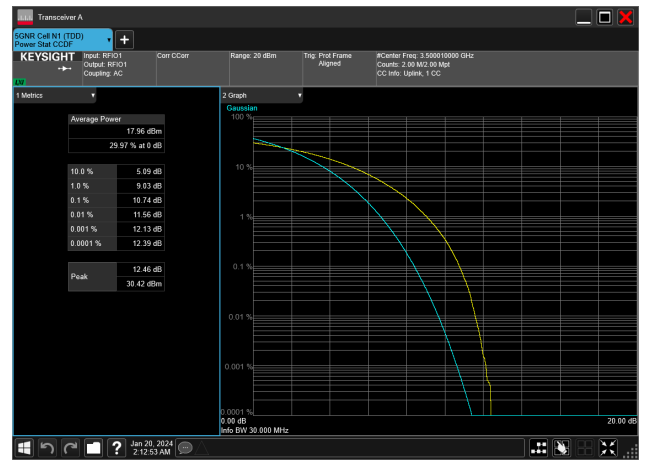 Transceiver A
5GNR Cell N1 (TDD)
Power Stat CCDF
KEYSIGHT
Input: RFIO1
Output: RFIO1
Coupling: AC
Corr CCorr
Range: 20 dBm
Trig: Prot Frame
Aligned
#Center Freq: 3.500010000 GHz
Counts: 2.00 M/2.00 Mpt
CC Info: Uplink, 1 CC
LXI
1 Metrics
Average Power
17.96 dBm
29.97 % at 0 dB
10.0 % 5.09 dB
1.0 % 9.03 dB
0.1 % 10.74 dB
0.01 % 11.56 dB
0.001 % 12.13 dB
0.0001 % 12.39 dB
Peak
12.46 dB
30.42 dBm
2 Graph
Gaussian
100 %
10 %
1 %
0.1 %
0.01 %
0.001 %
0.0001 %
0.00 dB 20.00 dB
Info BW 30.000 MHz
Jan 20, 2024
2:12:53 AM